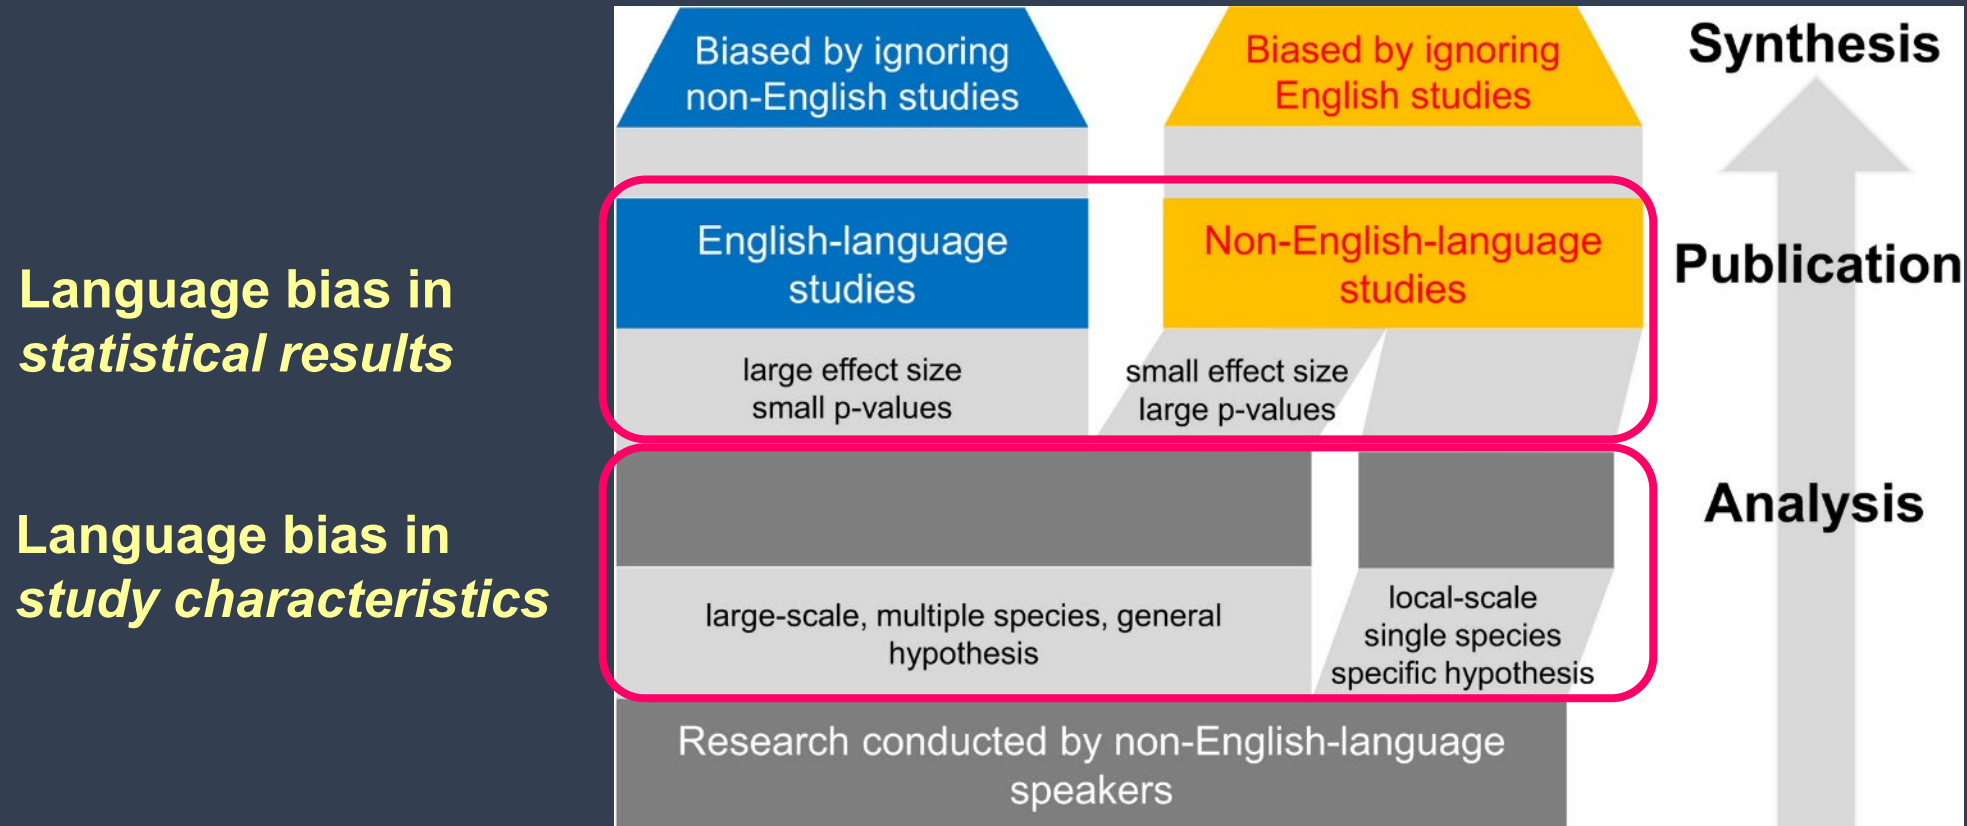 Biased by ignoring
non-English studies
Biased by ignoring
English studies
Synthesis
Language bias in
statistical results
English-language
studies
Non-English-language
studies
Publication
large effect size
small p-values
small effect size
large p-values
Language bias in
study characteristics
Analysis
large-scale, multiple species, general
hypothesis
local-scale
single species
specific hypothesis
Research conducted by non-English-language
speakers